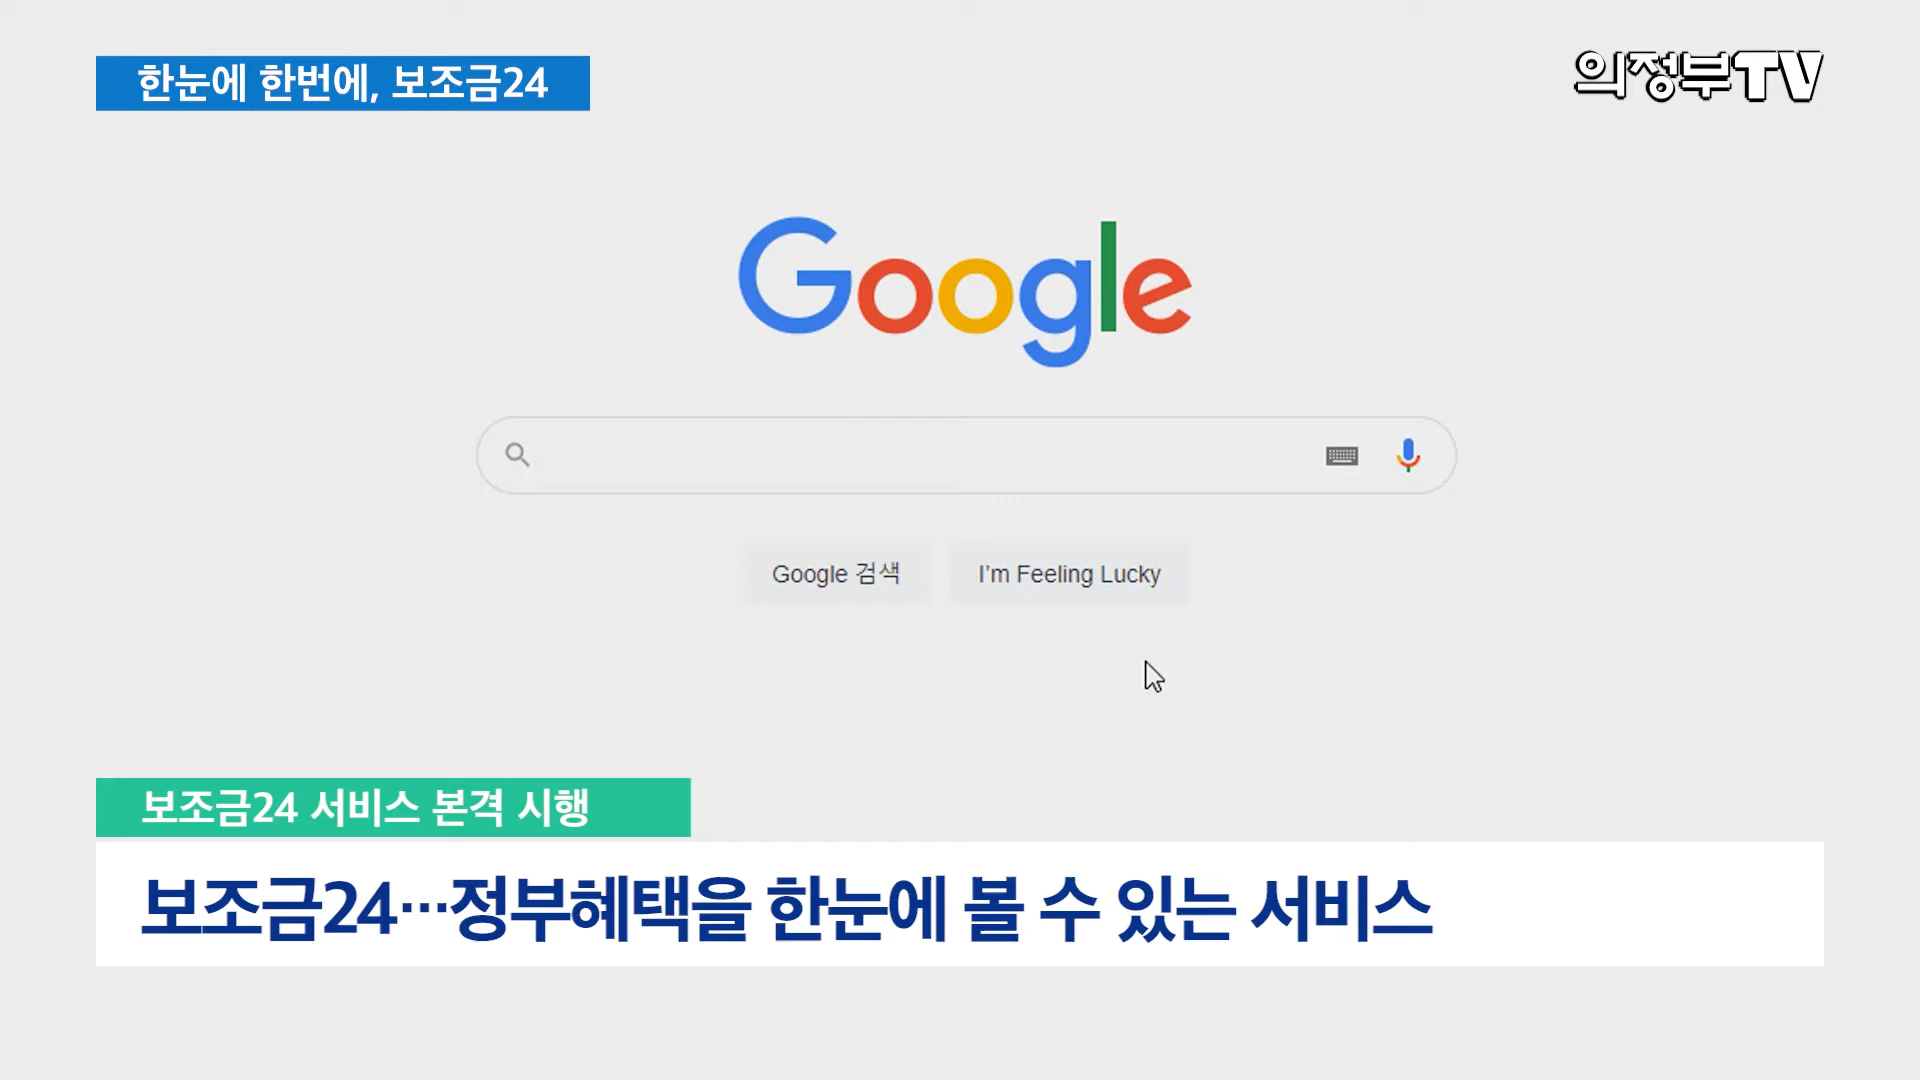 한눈에 한번에, 보조금24
의정부TV
Google
Google 검색
I'm Feeling Lucky
보조금24 서비스 본격 시행
보조금24…정부혜택을 한눈에 볼 수 있는 서비스